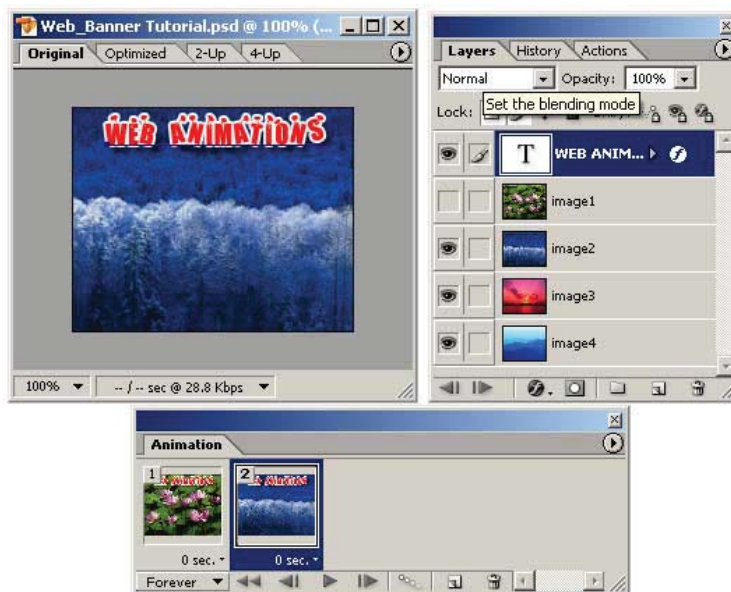 Web_Banner Tutorial.psd @ 100% (...
Original Optimized 2-Up 4-Up
WEB ANIMATIONS
100% -- / -- sec @ 28.8 Kbps
Layers History Actions
Normal Opacity: 100%
Lock:
Set the blending mode
T WEB ANIM...
image1
image2
image3
image4
Animation
1 2
0 sec. 0 sec.
Forever